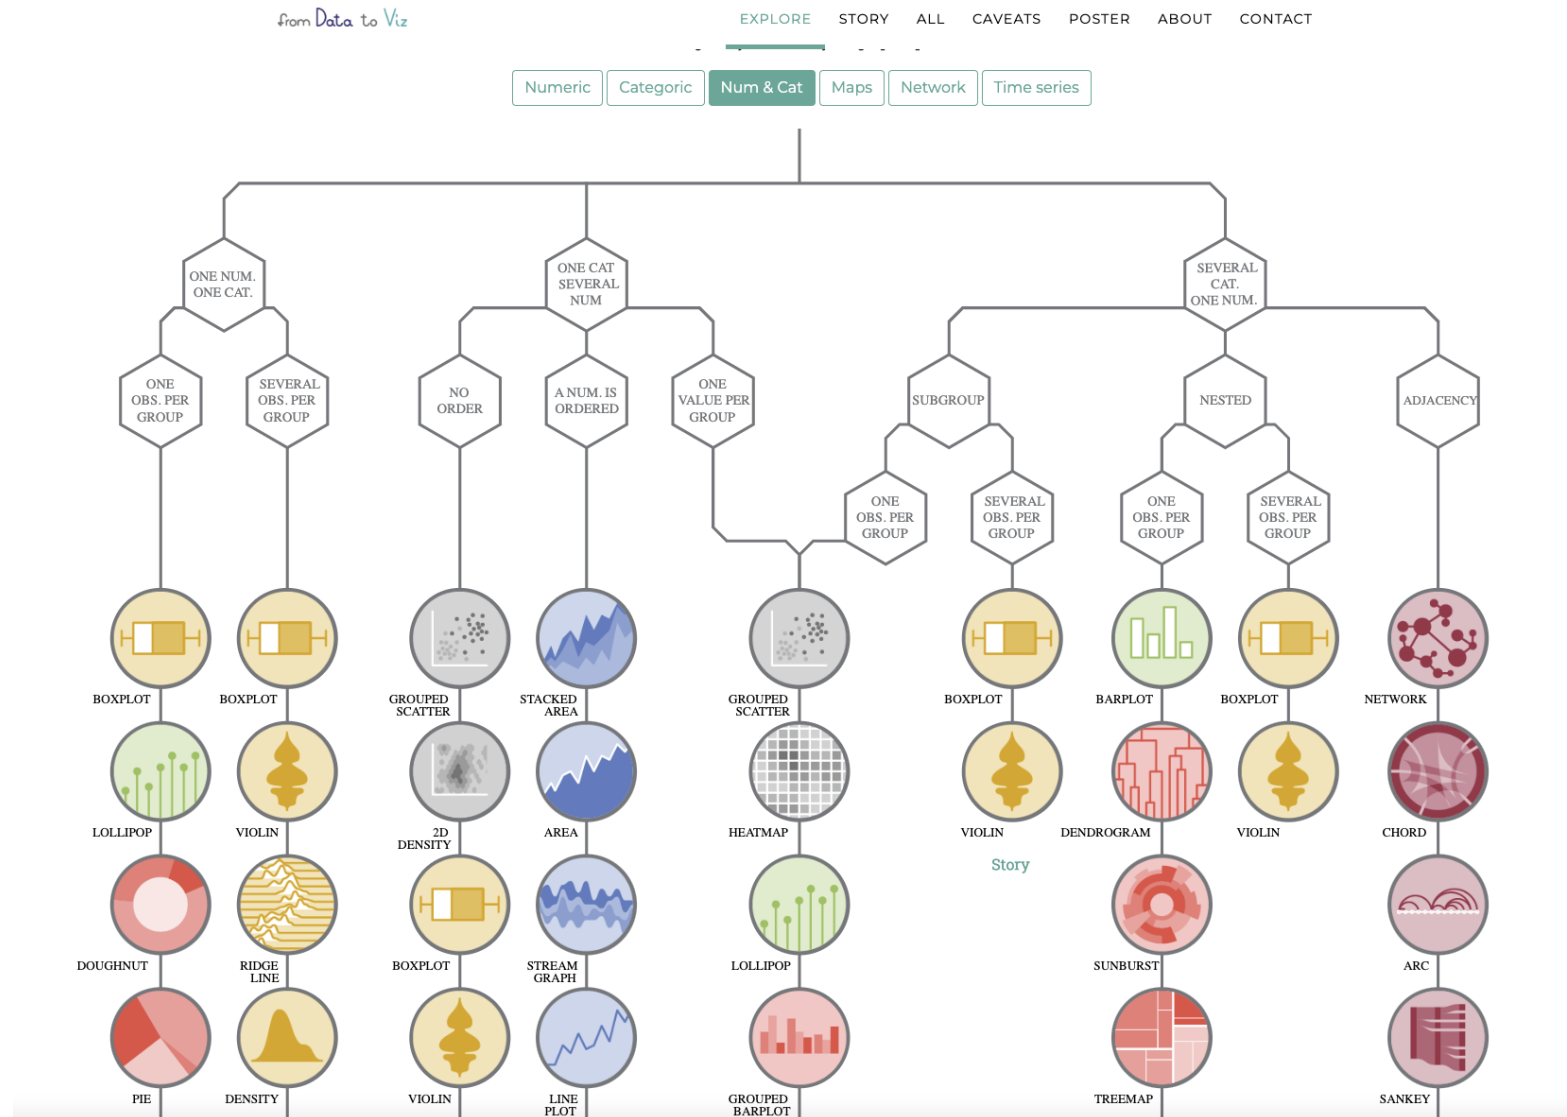 from Data to Viz
EXPLORE
STORY
ALL
CAVEATS
POSTER
ABOUT
CONTACT
Numeric
Categoric
Num & Cat
Maps
Network
Time series
ONE NUM.
ONE CAT.
ONE CAT
SEVERAL
NUM
SEVERAL
CAT.
ONE NUM.
ONE
OBS. PER
GROUP
SEVERAL
OBS. PER
GROUP
NO
ORDER
A NUM. IS
ORDERED
ONE
VALUE PER
GROUP
SUBGROUP
NESTED
ADJACENCY
ONE
OBS. PER
GROUP
SEVERAL
OBS. PER
GROUP
ONE
OBS. PER
GROUP
SEVERAL
OBS. PER
GROUP
BOXPLOT
BOXPLOT
GROUPED
SCATTER
STACKED
AREA
GROUPED
SCATTER
BOXPLOT
BARPLOT
BOXPLOT
NETWORK
LOLLIPOP
VIOLIN
2D
DENSITY
AREA
HEATMAP
VIOLIN
DENDROGRAM
VIOLIN
CHORD
Story
DOUGHNUT
RIDGE
LINE
BOXPLOT
STREAM
GRAPH
LOLLIPOP
SUNBURST
ARC
PIE
DENSITY
VIOLIN
LINE
PLOT
GROUPED
BARPLOT
TREEMAP
SANKEY